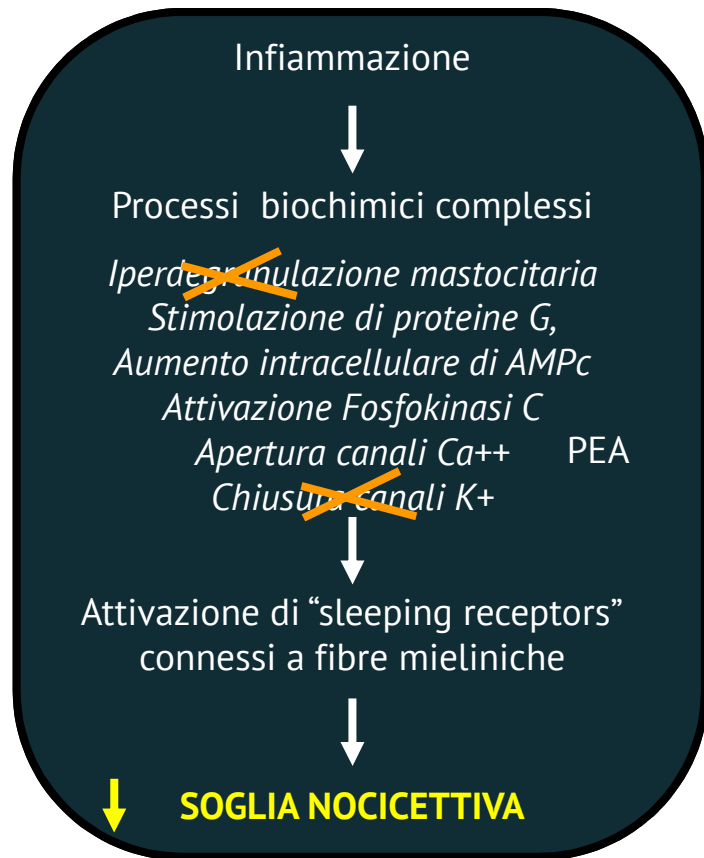 Infiammazione
Processi biochimici complessi
Iperdegranulazione mastocitaria
Stimolazione di proteine G,
Aumento intracellulare di AMPc
Attivazione Fosfokinasi C
Apertura canali Ca++ PEA
Chiusura canali K+
Attivazione di “sleeping receptors”
connessi a fibre mieliniche
SOGLIA NOCICETTIVA